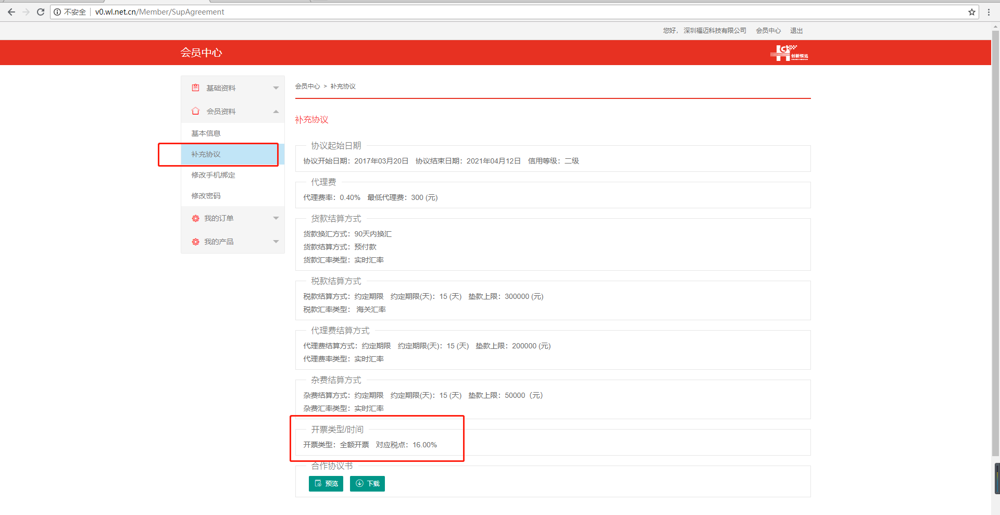 不安全 v0.wl.net.cn/Member/SupAgreement
您好， 深圳福迈科技有限公司 会员中心 退出
会员中心
创新恒远
基础资料
会员资料
基本信息
补充协议
修改手机绑定
修改密码
我的订单
我的产品
会员中心 > 补充协议
补充协议
协议起始日期
协议开始日期：2017年03月20日 协议结束日期：2021年04月12日 信用等级：二级
代理费
代理费率：0.40% 最低代理费：300 (元)
货款结算方式
货款换汇方式：90天内换汇
货款结算方式：预付款
货款汇率类型：实时汇率
税款结算方式
税款结算方式：约定期限 约定期限(天)：15 (天) 垫款上限：300000 (元)
税款汇率类型： 海关汇率
代理费结算方式
代理费结算方式：约定期限 约定期限(天)：15 (天) 垫款上限：200000 (元)
代理费率类型：实时汇率
杂费结算方式
杂费结算方式：约定期限 约定期限(天)：15 (天) 垫款上限：50000（元）
杂费汇率类型：实时汇率
开票类型/时间
开票类型：全额开票 对应税点：16.00%
合作协议书
预览 下载